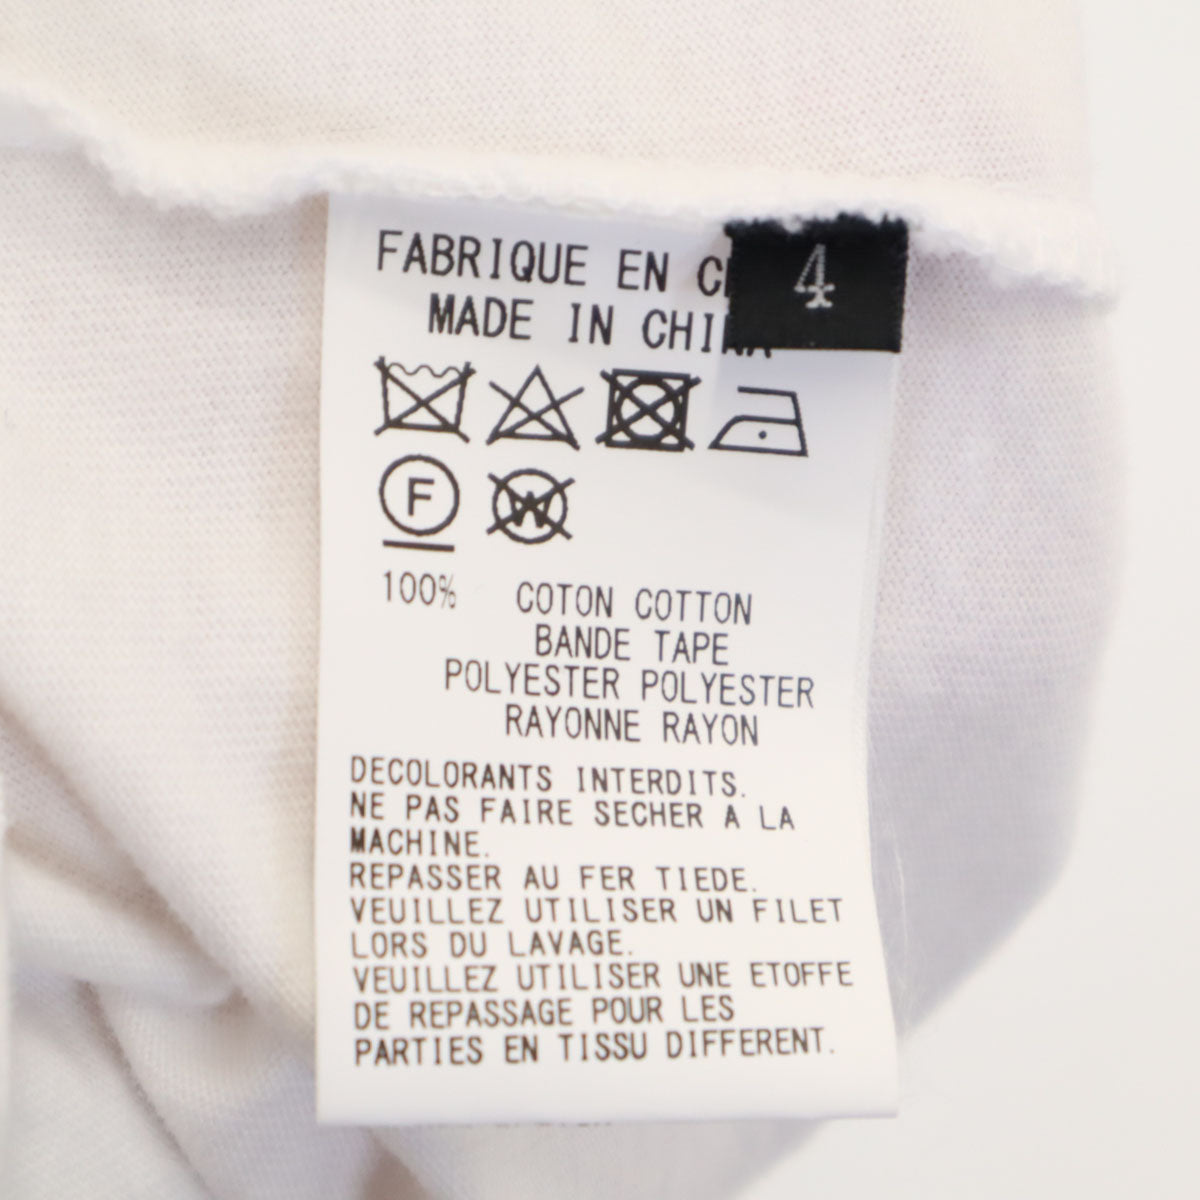 FABRIQUE EN
4
MADE IN
F
W
100% COTON COTTON
BANDE TAPE
POLYESTER POLYESTER
RAYONNE RAYON
DECOLORANTS INTERDITS.
NE PAS FAIRE SECHER A LA
MACHINE.
REPASSER AU FER TIEDE.
VEUILLEZ UTILISER UN FILET
LORS DU LAVAGE.
VEUILLEZ UTILISER UNE ETOFFE
DE REPASSAGE POUR LES
PARTIES EN TISSU DIFFERENT.